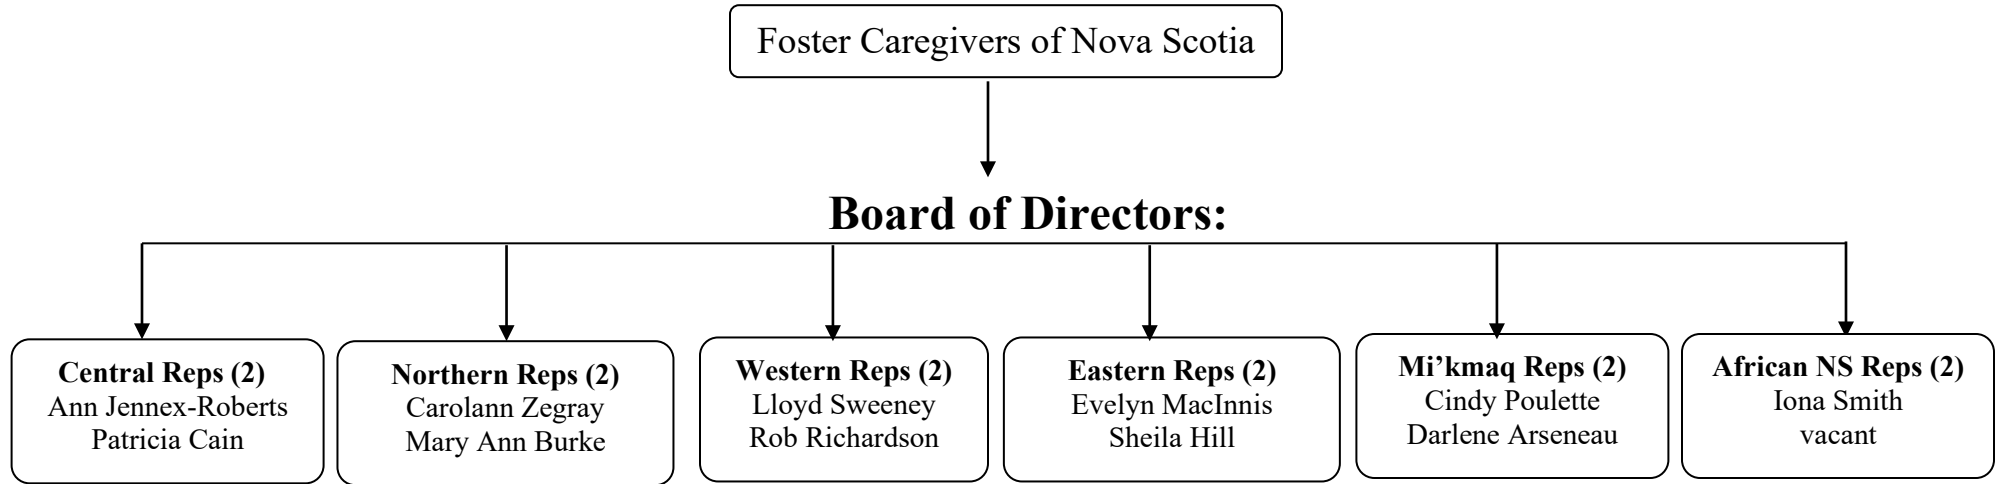 Foster Caregivers of Nova Scotia
Board of Directors:
Central Reps (2)
Ann Jennex-Roberts
Patricia Cain
Northern Reps (2)
Carolann Zegray
Mary Ann Burke
Western Reps (2)
Lloyd Sweeney
Rob Richardson
Eastern Reps (2)
Evelyn MacInnis
Sheila Hill
Mi’kmaq Reps (2)
Cindy Poulette
Darlene Arseneau
African NS Reps (2)
Iona Smith
vacant